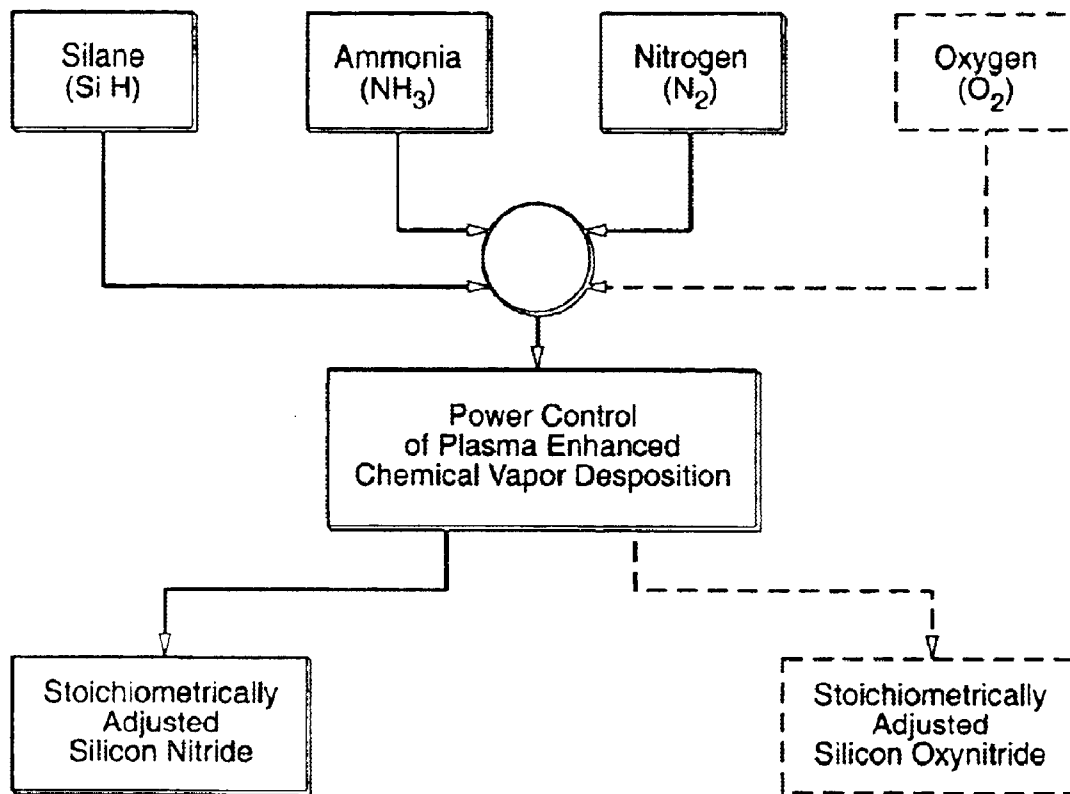 Silane
(Si H)
Ammonia
(NH₃)
Nitrogen
(N₂)
Oxygen
(O₂)
Power Control
of Plasma Enhanced
Chemical Vapor Desposition
Stoichiometrically
Adjusted
Silicon Nitride
Stoichiometrically
Adjusted
Silicon Oxynitride